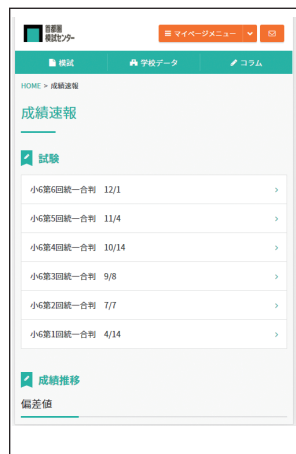 首都圏
模試センター
マイページメニュー
模試 学校データ コラム
HOME > 成績速報
成績速報
試験
小6第6回統一合判 12/1
小6第5回統一合判 11/4
小6第4回統一合判 10/14
小6第3回統一合判 9/8
小6第2回統一合判 7/7
小6第1回統一合判 4/14
成績推移
偏差値